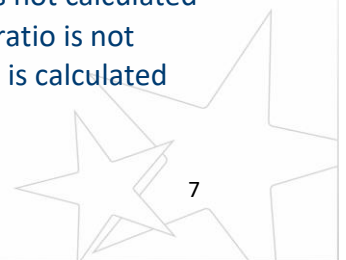 not calculated
ratio is not
is calculated
7